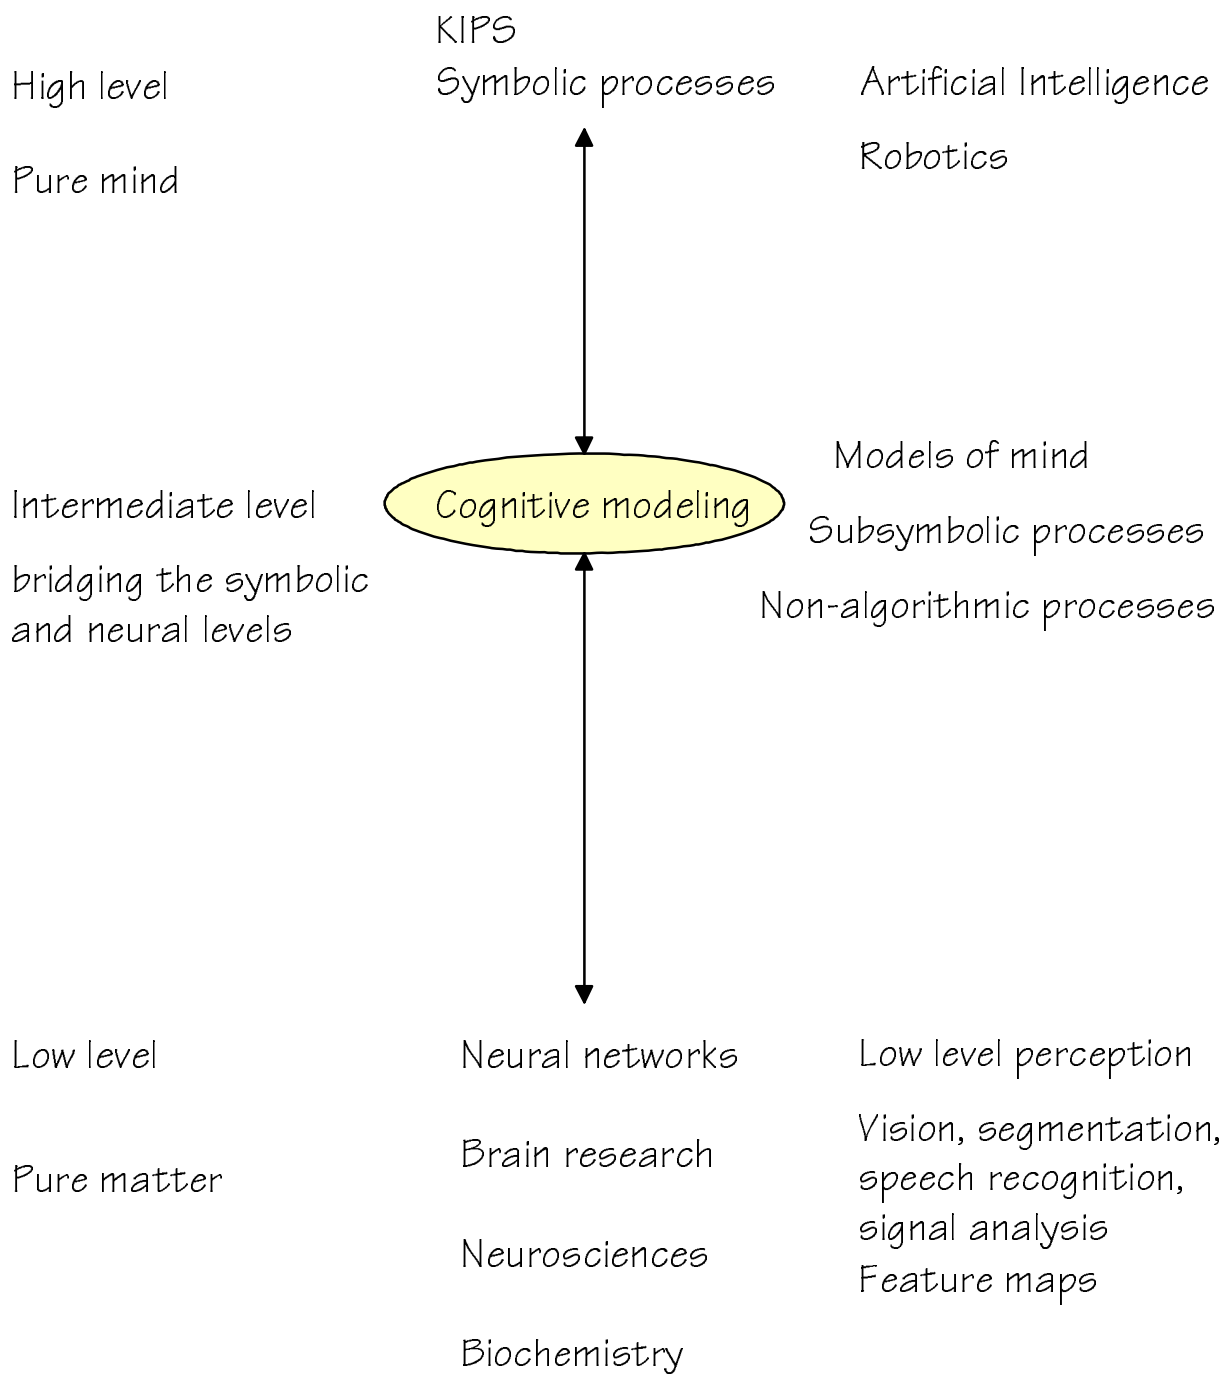 KIPS
High level
Symbolic processes
Artificial Intelligence
Pure mind
Robotics
Intermediate level
bridging the symbolic
and neural levels
Cognitive modeling
Models of mind
Subsymbolic processes
Non-algorithmic processes
Low level
Pure matter
Neural networks
Brain research
Neurosciences
Biochemistry
Low level perception
Vision, segmentation,
speech recognition,
signal analysis
Feature maps